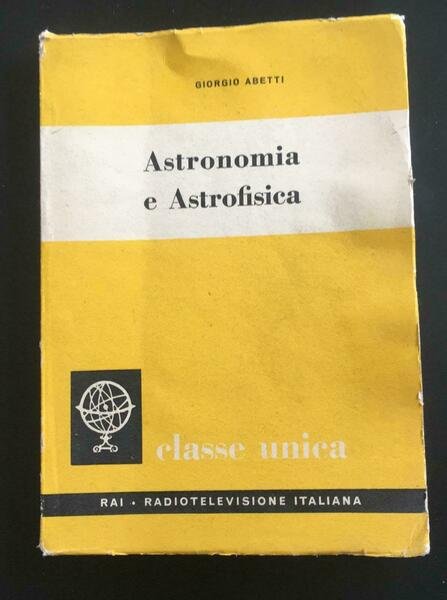 GIORGIO ABETTI
Astronomia
e Astrofisica
classe unica
RAI • RADIOTELEVISIONE ITALIANA